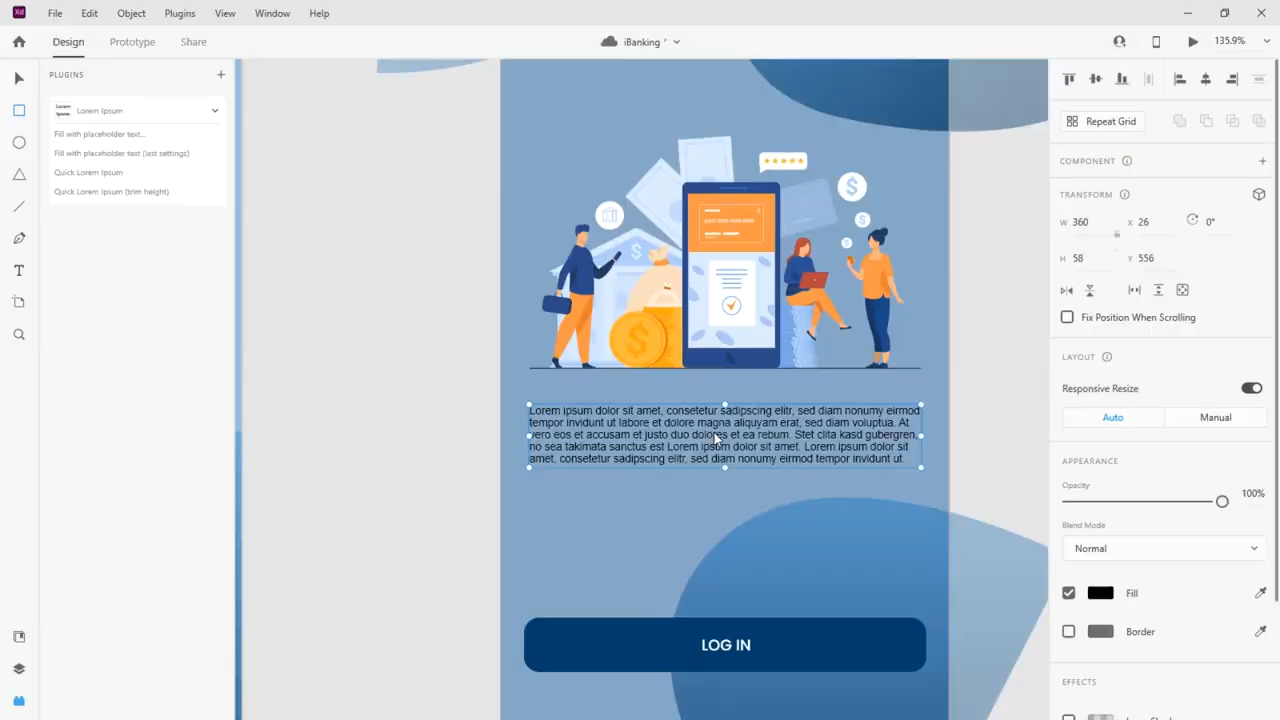 Xd File Edit Object Plugins View Window Help
Design Prototype Share iBanking * 135.9%
PLUGINS +
Lorem Ipsum. Lorem Ipsum
Fill with placeholder text...
Fill with placeholder text (last settings)
Quick Lorem Ipsum
Quick Lorem Ipsum (trim height)
T
$ $ $ $ $
Lorem ipsum dolor sit amet, consetetur sadipscing elitr, sed diam nonumy eirmod
tempor invidunt ut labore et dolore magna aliquyam erat, sed diam voluptua. At
vero eos et accusam et justo duo dolores et ea rebum. Stet clita kasd gubergren,
no sea takimata sanctus est Lorem ipsum dolor sit amet. Lorem ipsum dolor sit
amet, consetetur sadipscing elitr, sed diam nonumy eirmod tempor invidunt ut.
LOG IN
Repeat Grid
COMPONENT +
TRANSFORM
W 360 X 26 0°
H 58 Y 556
Fix Position When Scrolling
LAYOUT
Responsive Resize
Auto Manual
APPEARANCE
Opacity
100%
Blend Mode
Normal
Fill
Border
EFFECTS